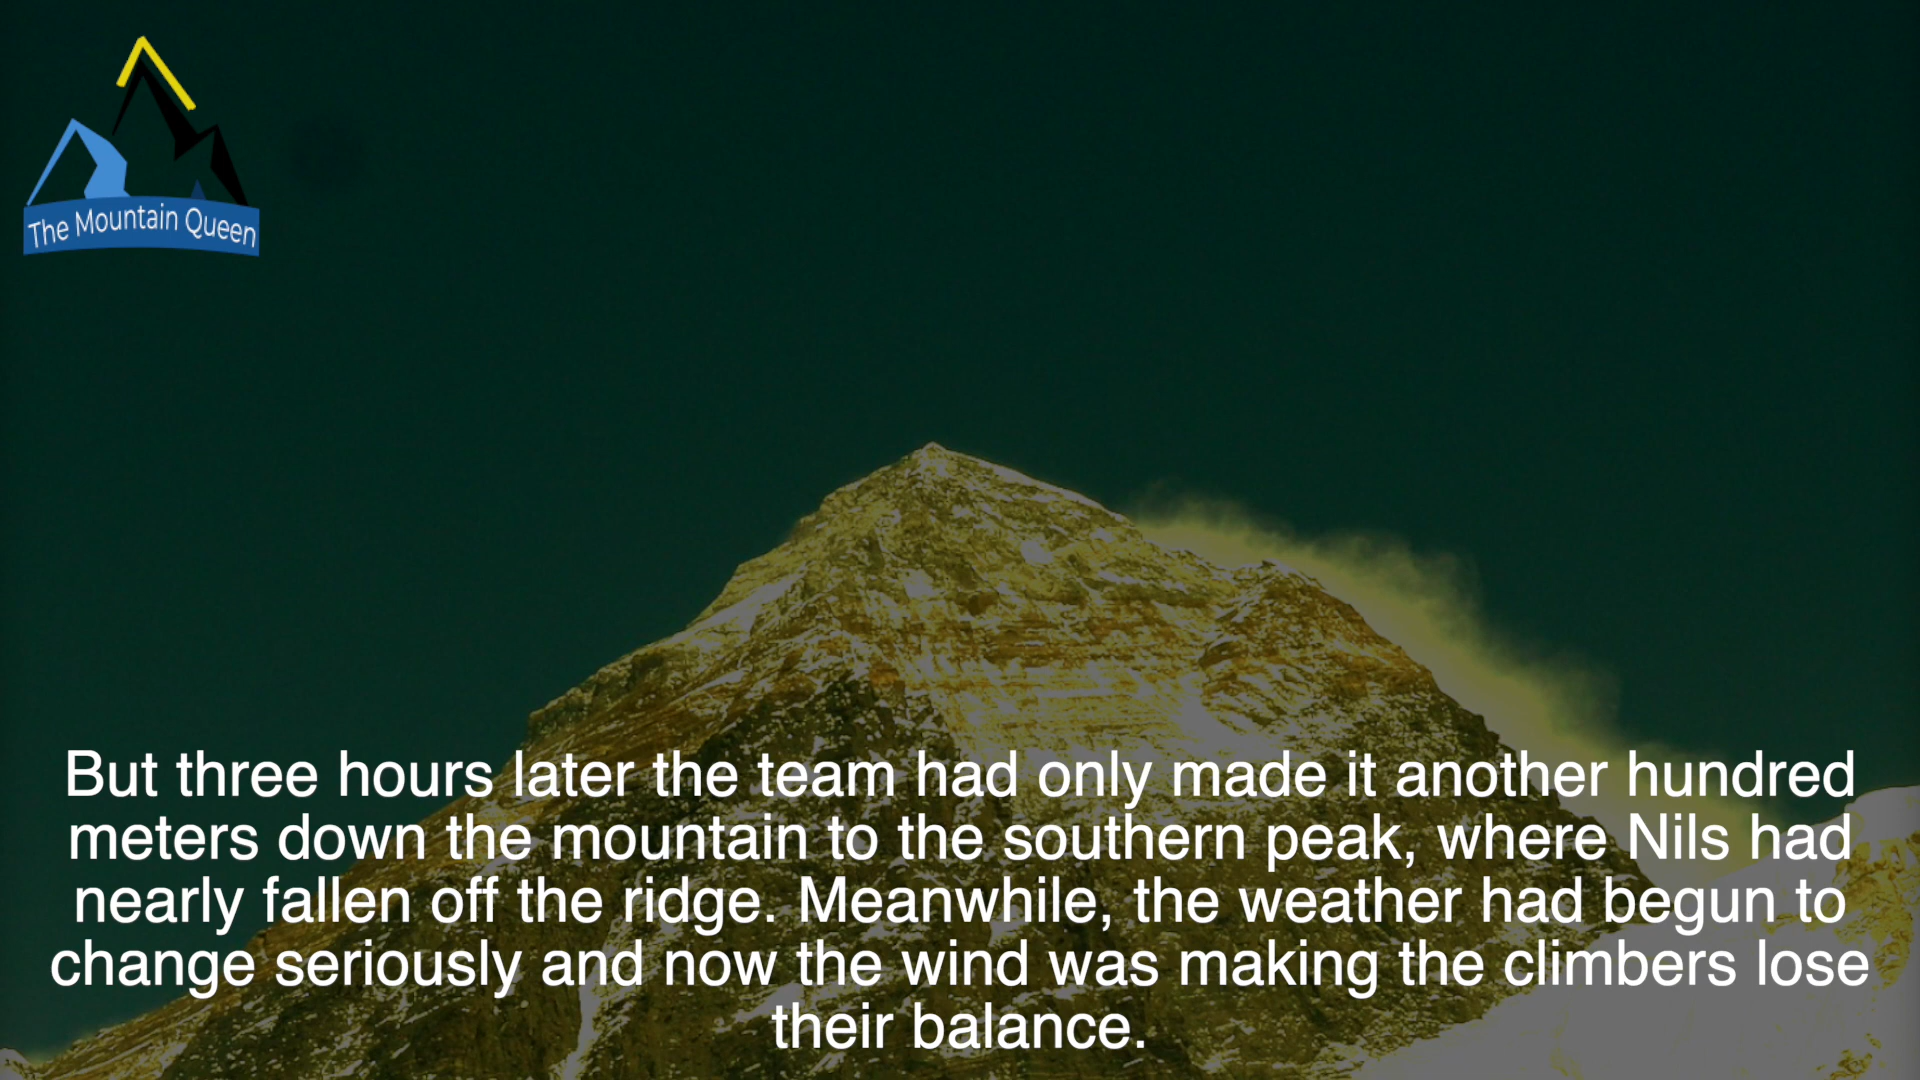 The Mountain Queen
But three hours later the team had only made it another hundred
meters down the mountain to the southern peak, where Nils had
nearly fallen off the ridge. Meanwhile, the weather had begun to
change seriously and now the wind was making the climbers lose
their balance.